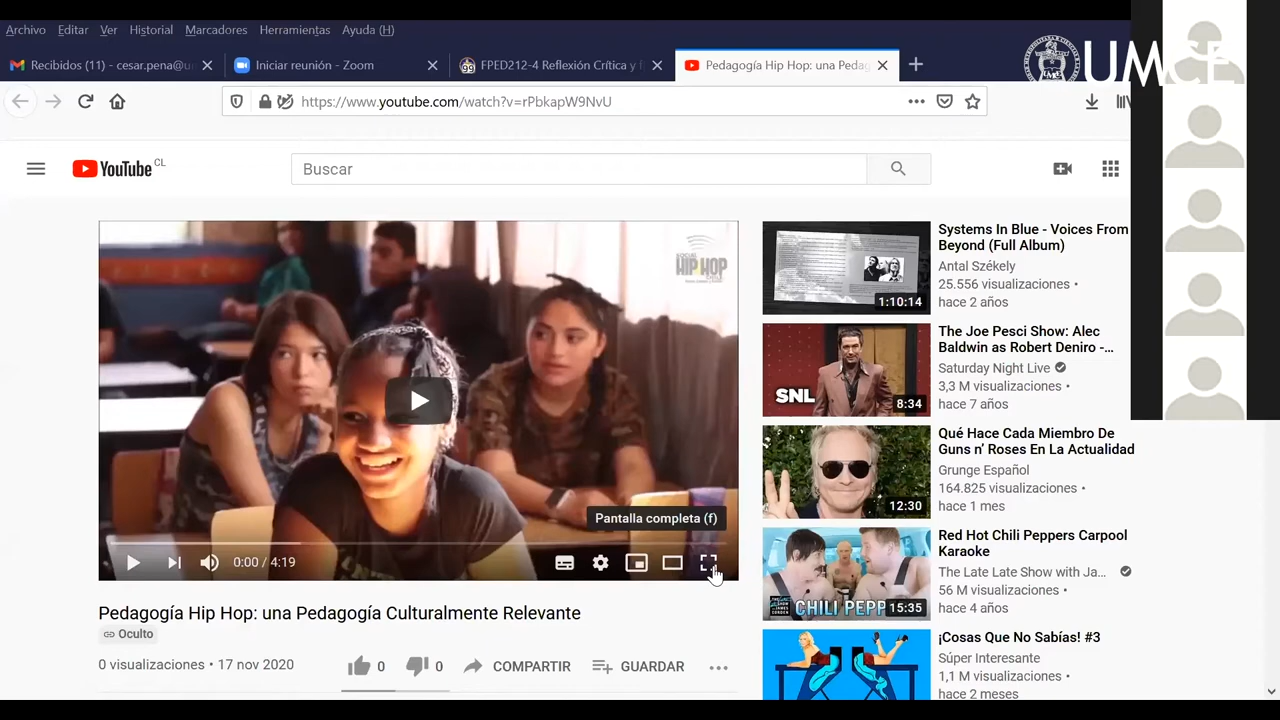 Archivo Editar Ver Historial Marcadores Herramientas Ayuda (H)
Recibidos (11) - cesar.pena@u
Iniciar reunión - Zoom
FPED212-4 Reflexión Crítica y
Pedagogía Hip Hop: una Pedag
UMCE
https://www.youtube.com/watch?v=rPbkapW9NvU
YouTube CL
Buscar
HIP HOP
Pantalla completa (f)
0:00 / 4:19
Pedagogía Hip Hop: una Pedagogía Culturalmente Relevante
Oculto
0 visualizaciones • 17 nov 2020
0
0
COMPARTIR
GUARDAR
1:10:14
Systems In Blue - Voices From
Beyond (Full Album)
Antal Székely
25.556 visualizaciones •
hace 2 años
SNL
8:34
The Joe Pesci Show: Alec
Baldwin as Robert Deniro -...
Saturday Night Live
3,3 M visualizaciones •
hace 7 años
12:30
Qué Hace Cada Miembro De
Guns n’ Roses En La Actualidad
Grunge Español
164.825 visualizaciones •
hace 1 mes
CHILI PEPP
15:35
Red Hot Chili Peppers Carpool
Karaoke
The Late Late Show with Ja...
56 M visualizaciones •
hace 4 años
¡Cosas Que No Sabías! #3
Súper Interesante
1,1 M visualizaciones •
hace 2 meses